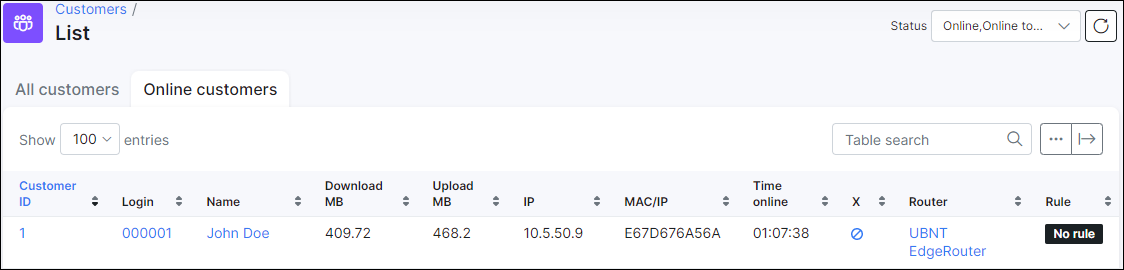 Customers /
List
Status Online,Online to...
All customers Online customers
Show 100 entries Table search ...
Customer ID Login Name Download MB Upload MB IP MAC/IP Time online X Router Rule
1 000001 John Doe 409.72 468.2 10.5.50.9 E67D676A56A 01:07:38 UBNT EdgeRouter No rule